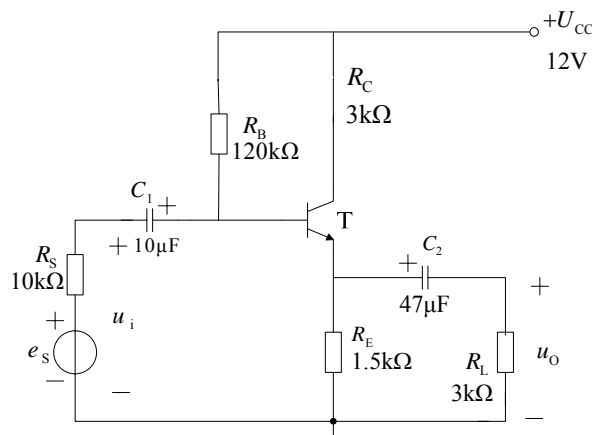 +U_CC
12V
R_C
3kΩ
R_B
120kΩ
C_1
+
− +
10μF
T
R_S
10kΩ
C_2
+
47μF
+
e_S
−
u_i
−
R_E
1.5kΩ
R_L
3kΩ
+
u_O
−